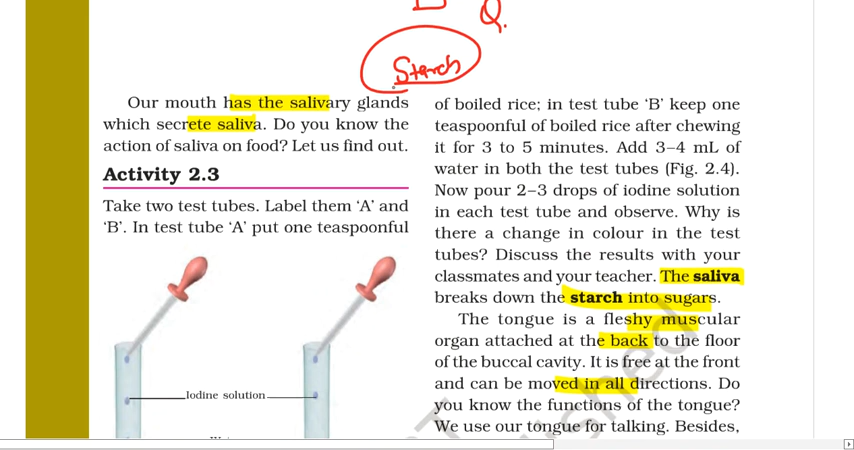 Q.
Starch
Our mouth has the salivary glands
which secrete saliva. Do you know the
action of saliva on food? Let us find out.
Activity 2.3
Take two test tubes. Label them ‘A’ and
‘B’. In test tube ‘A’ put one teaspoonful
Iodine solution
of boiled rice; in test tube ‘B’ keep one
teaspoonful of boiled rice after chewing
it for 3 to 5 minutes. Add 3–4 mL of
water in both the test tubes (Fig. 2.4).
Now pour 2–3 drops of iodine solution
in each test tube and observe. Why is
there a change in colour in the test
tubes? Discuss the results with your
classmates and your teacher. The saliva
breaks down the starch into sugars.
The tongue is a fleshy muscular
organ attached at the back to the floor
of the buccal cavity. It is free at the front
and can be moved in all directions. Do
you know the functions of the tongue?
We use our tongue for talking. Besides,